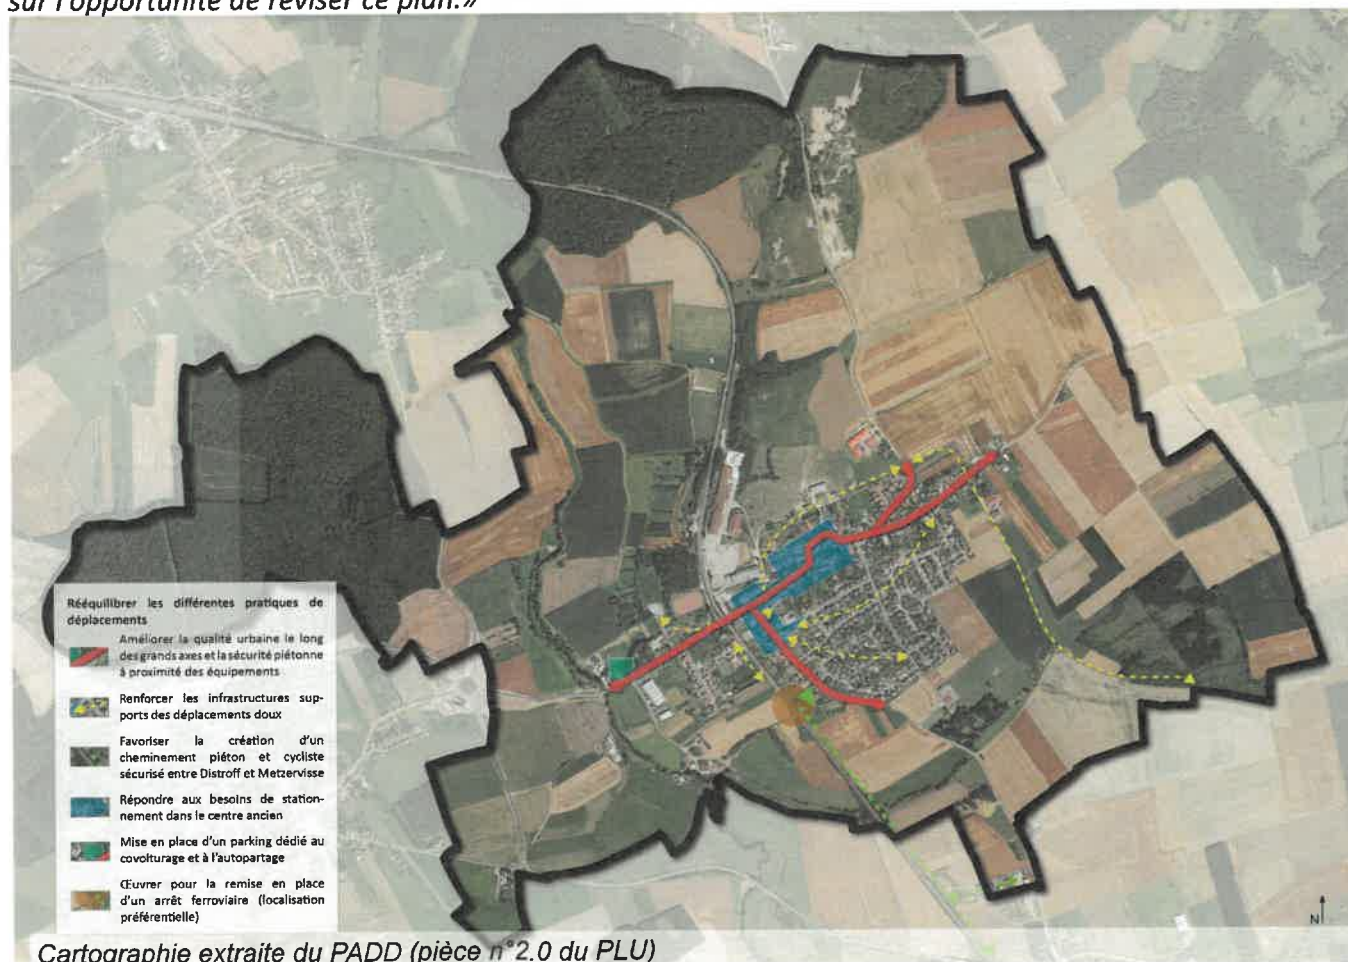 sur l'opportunité de réviser ce plan.»
Rééquilibrer les différentes pratiques de
déplacements
Améliorer la qualité urbaine le long
des grands axes et la sécurité piétonne
à proximité des équipements
Renforcer les infrastructures sup-
ports des déplacements doux
Favoriser la création d'un
cheminement piéton et cycliste
sécurisé entre Distroff et Metzervisse
Répondre aux besoins de station-
nement dans le centre ancien
Mise en place d'un parking dédié au
covoiturage et à l'autopartage
Œuvrer pour la remise en place
d'un arrêt ferroviaire (localisation
préférentielle)
N
Cartographie extraite du PADD (pièce n°2.0 du PLU)